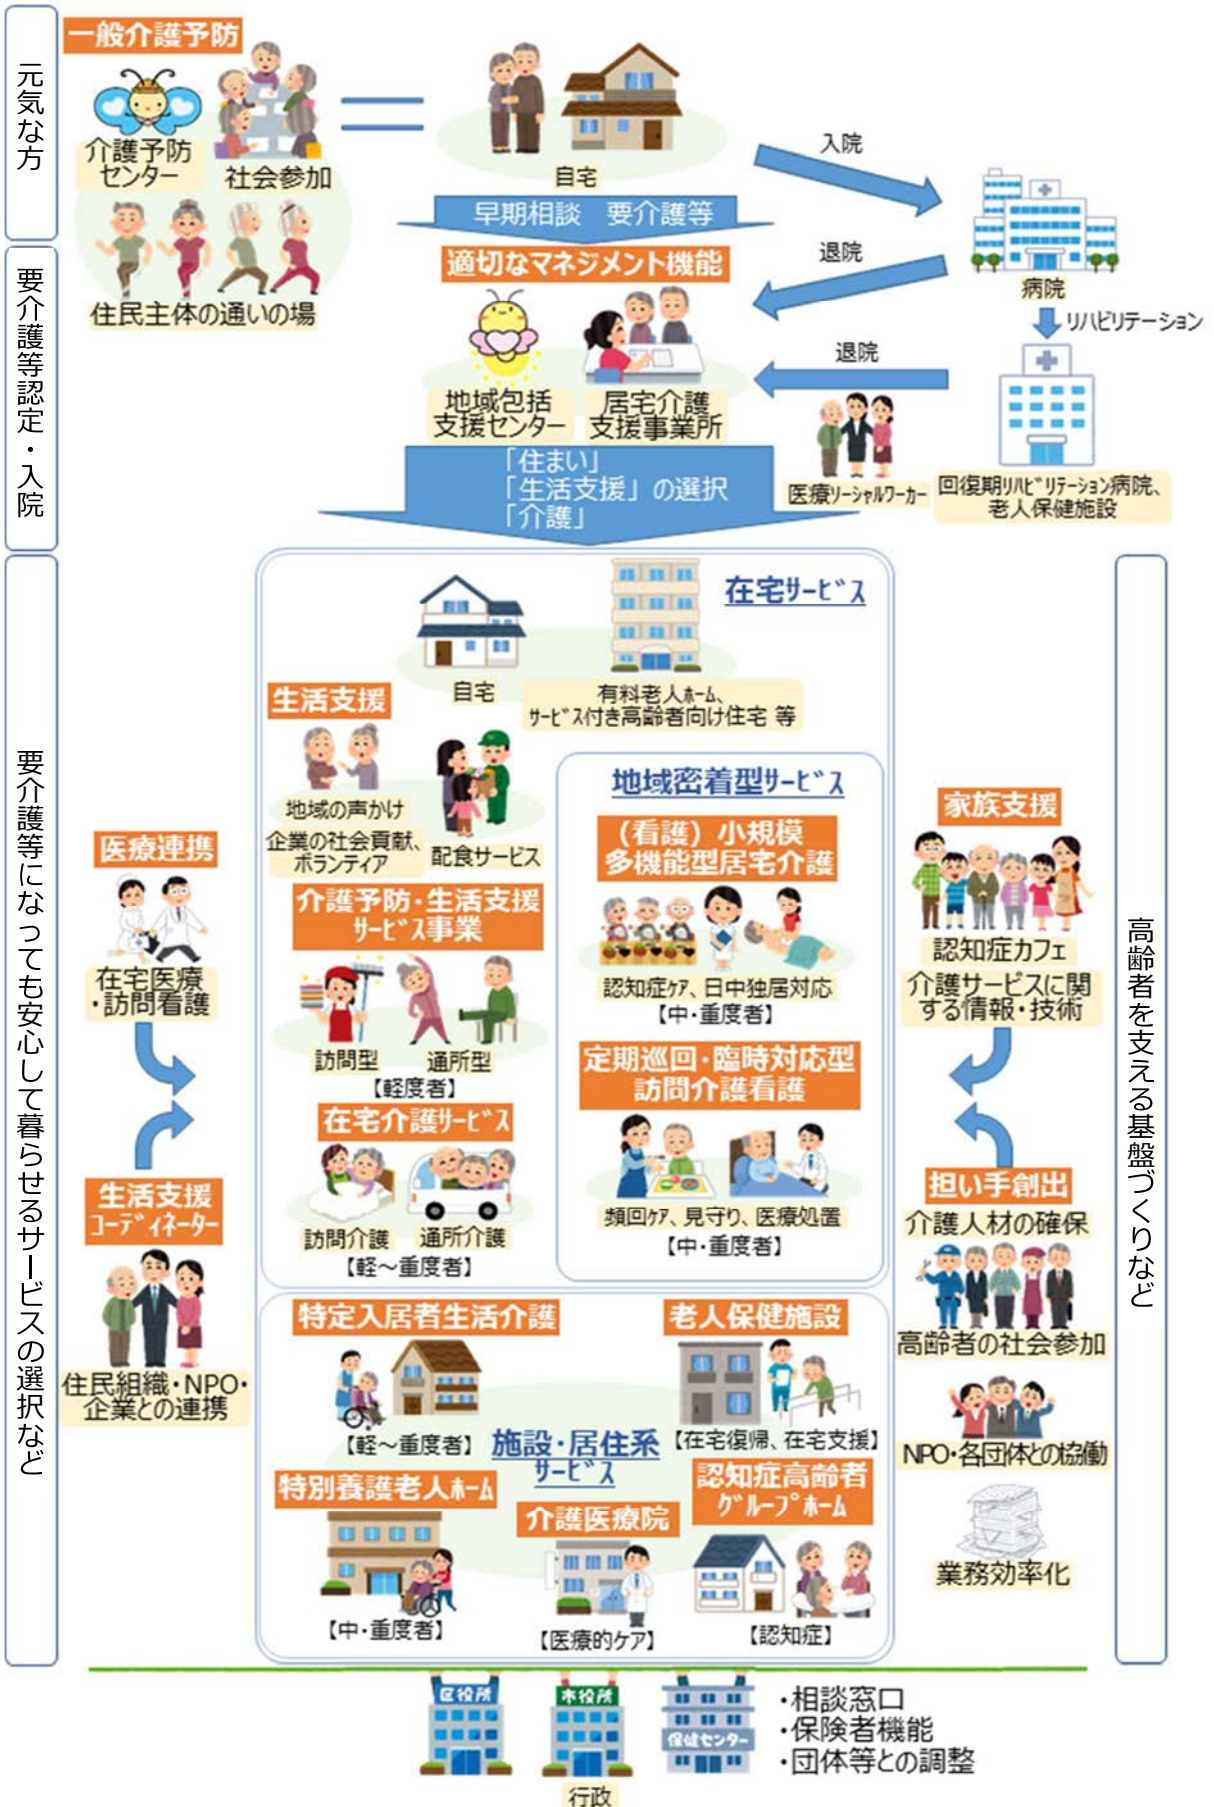 元気な方
一般介護予防
介護予防
センター
社会参加
住民主体の通いの場
自宅
入院
早期相談　要介護等
要介護等認定・入院
適切なマネジメント機能
退院
病院
リハビリテーション
退院
地域包括
支援センター
居宅介護
支援事業所
医療ソーシャルワーカー
回復期リハビリテーション病院、
老人保健施設
「住まい」
「生活支援」の選択
「介護」
要介護等になっても安心して暮らせるサービスの選択など
在宅サービス
自宅
有料老人ホーム、
サービス付き高齢者向け住宅 等
生活支援
地域の声かけ
企業の社会貢献、
ボランティア
配食サービス
介護予防・生活支援
サービス事業
訪問型
通所型
【軽度者】
在宅介護サービス
訪問介護
通所介護
【軽～重度者】
地域密着型サービス
（看護）小規模
多機能型居宅介護
認知症ケア、日中独居対応
【中・重度者】
定期巡回・臨時対応型
訪問介護看護
頻回ケア、見守り、医療処置
【中・重度者】
医療連携
在宅医療
・訪問看護
生活支援
コーディネーター
住民組織・NPO・
企業との連携
家族支援
認知症カフェ
介護サービスに関
する情報・技術
担い手創出
介護人材の確保
高齢者の社会参加
NPO・各団体との協働
業務効率化
高齢者を支える基盤づくりなど
特定入居者生活介護
【軽～重度者】
老人保健施設
【在宅復帰、在宅支援】
施設・居住系
サービス
特別養護老人ホーム
【中・重度者】
介護医療院
【医療的ケア】
認知症高齢者
グループホーム
【認知症】
区役所
市役所
保健センター
行政
・相談窓口
・保険者機能
・団体等との調整